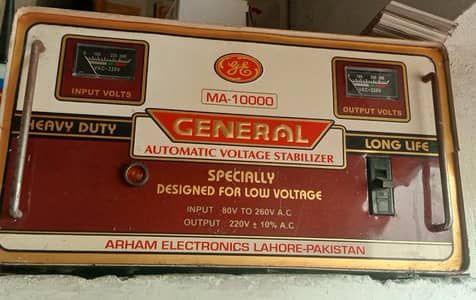 GE
MA-10000
INPUT VOLTS
OUTPUT VOLTS
HEAVY DUTY
GENERAL
LONG LIFE
AUTOMATIC VOLTAGE STABILIZER
SPECIALLY
DESIGNED FOR LOW VOLTAGE
INPUT 80V TO 260V A.C
OUTPUT 220V ± 10% A.C
ARHAM ELECTRONICS LAHORE-PAKISTAN